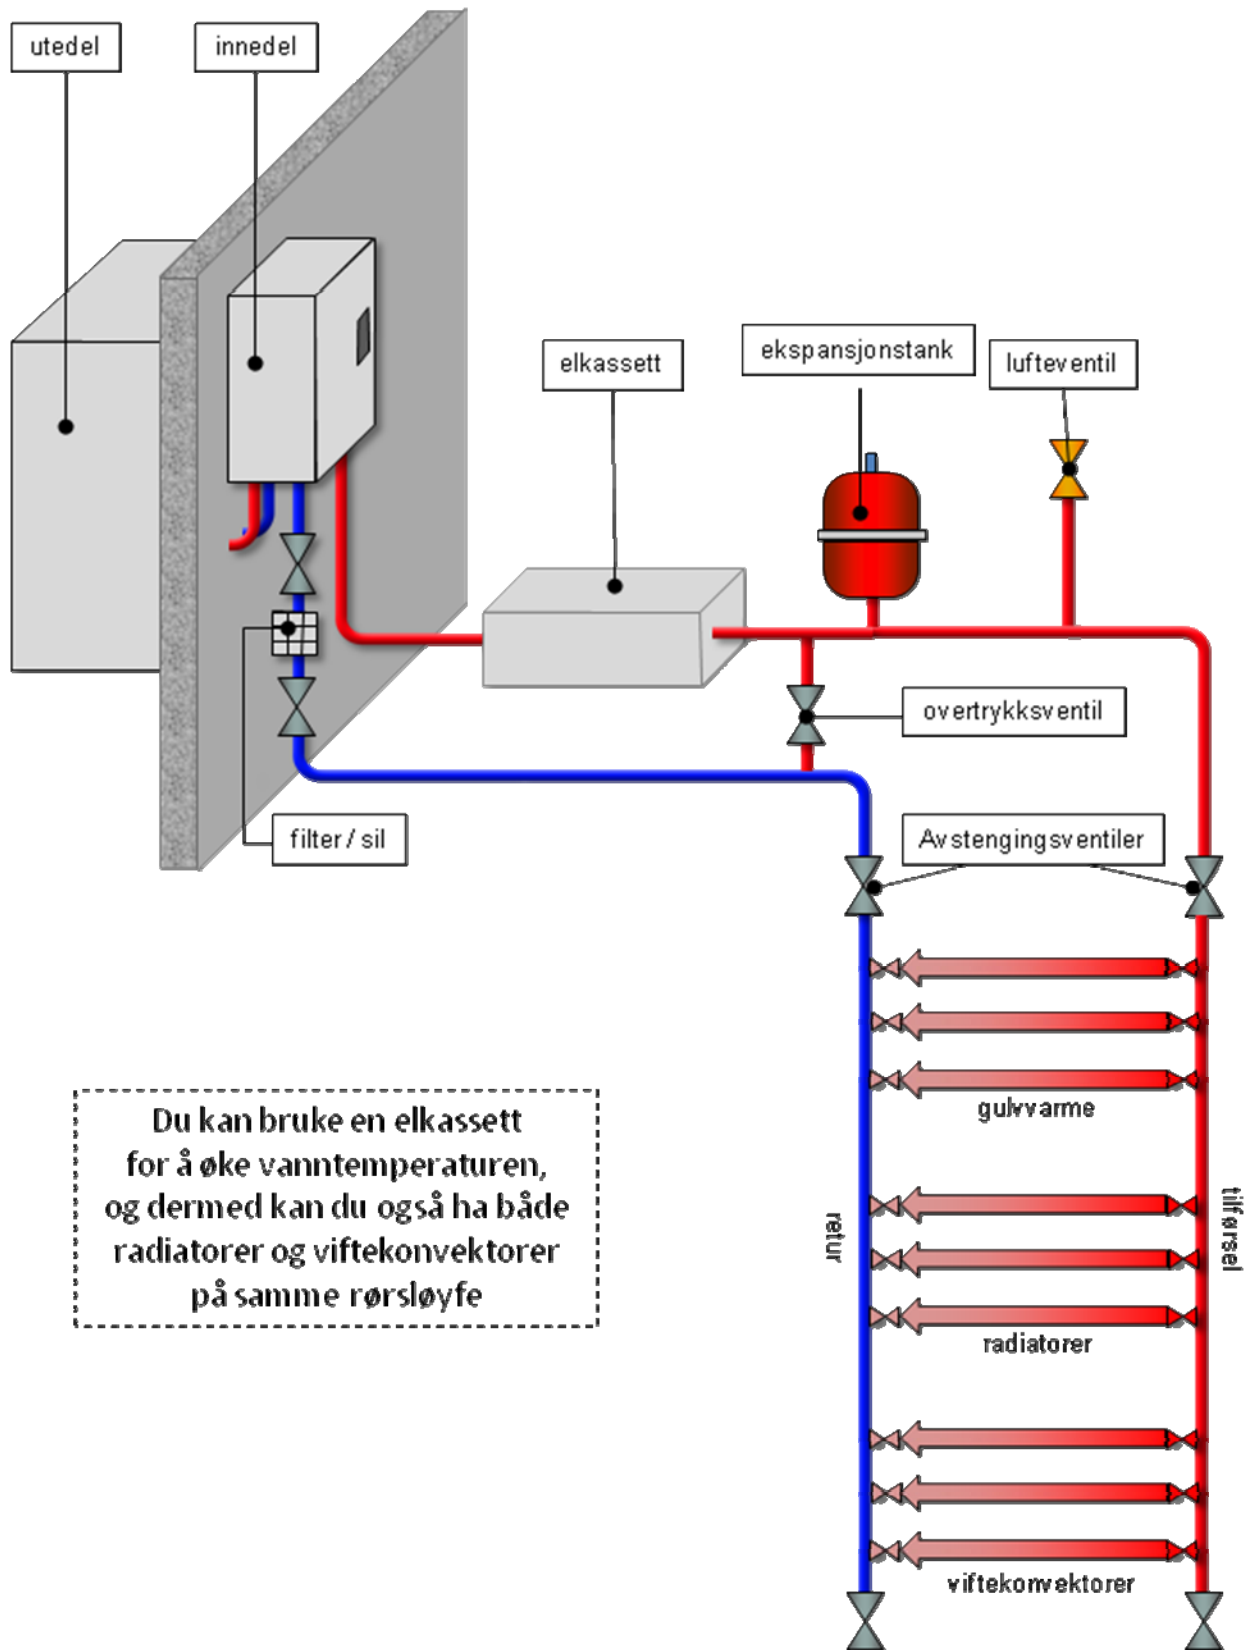 utedel
innedel
elkassett
ekspansjonstank
lufteventil
overtrykksventil
filter / sil
Avstengingsventiler
gulvvarme
retur
tilførsel
radiatorer
viftekonvektorer
Du kan bruke en elkassett
for å øke vanntemperaturen,
og dermed kan du også ha både
radiatorer og viftekonvektorer
på samme rørsløyfe